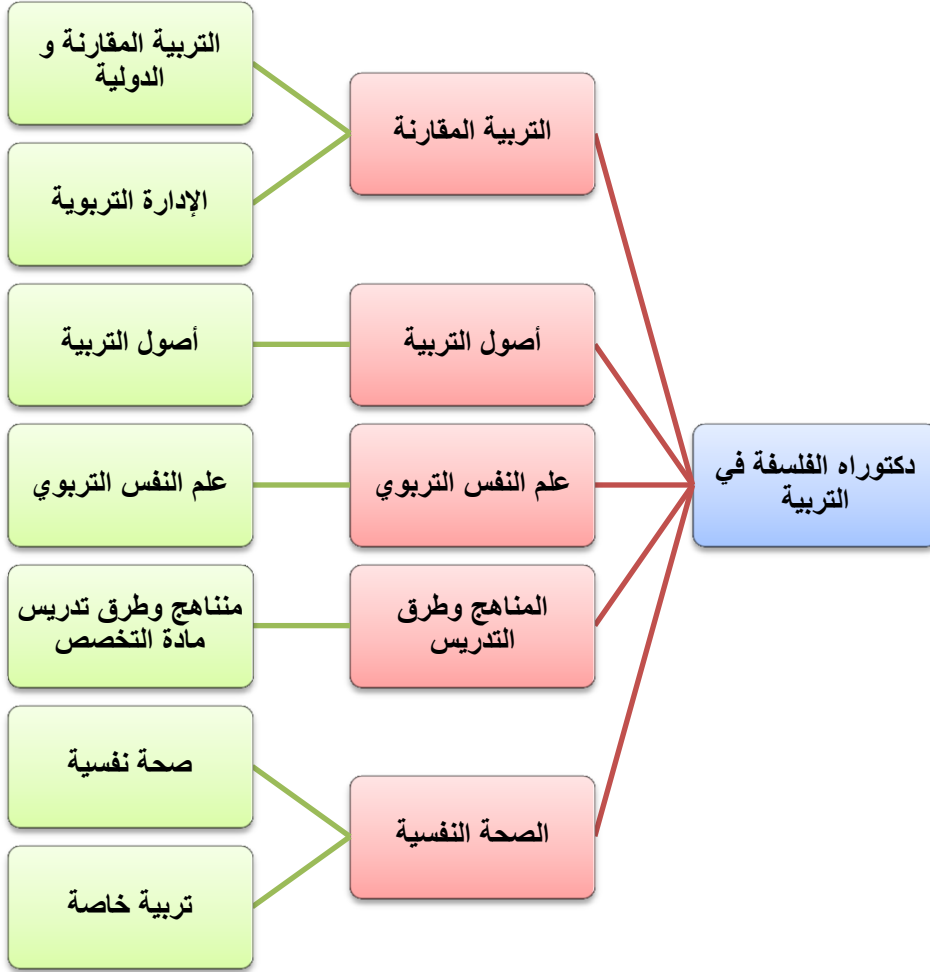 دكتوراه الفلسفة في
التربية
التربية المقارنة
التربية المقارنة و
الدولية
الإدارة التربوية
أصول التربية
أصول التربية
علم النفس التربوي
علم النفس التربوي
المناهج وطرق
التدريس
منناهج وطرق تدريس
مادة التخصص
الصحة النفسية
صحة نفسية
تربية خاصة